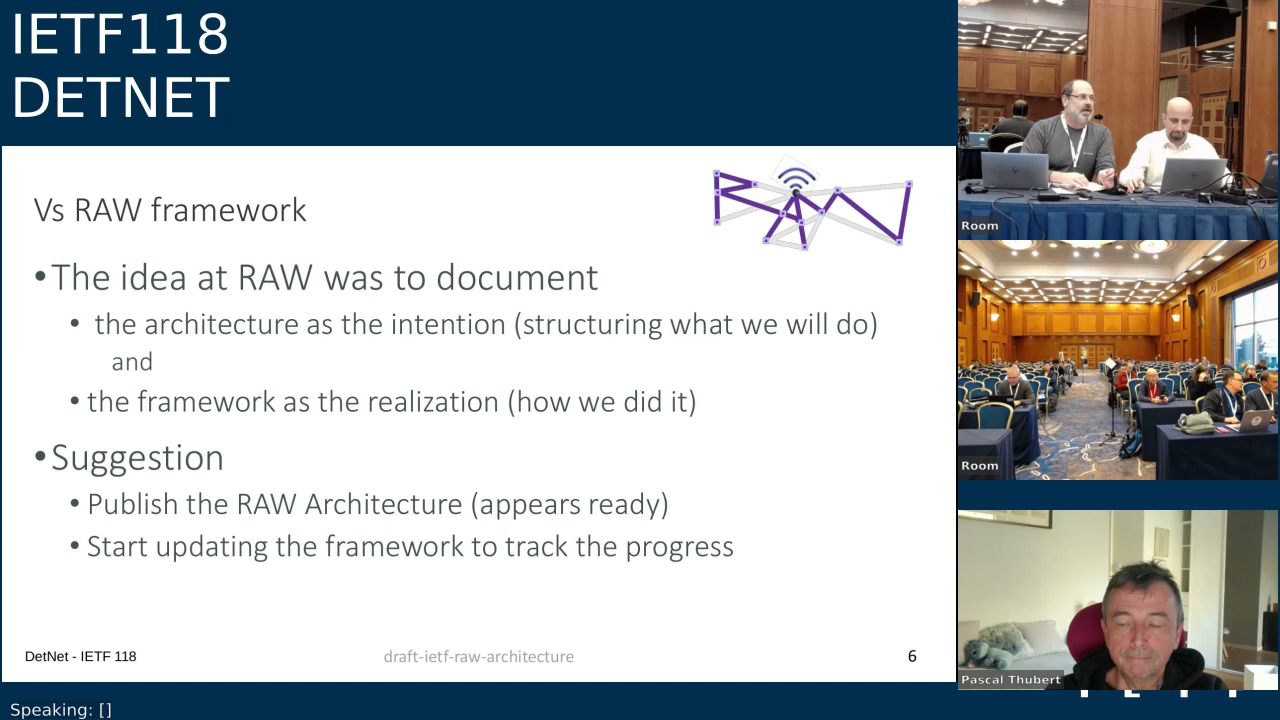 IETF118
DETNET
Vs RAW framework
•The idea at RAW was to document
• the architecture as the intention (structuring what we will do)
and
• the framework as the realization (how we did it)
•Suggestion
• Publish the RAW Architecture (appears ready)
• Start updating the framework to track the progress
DetNet - IETF 118
draft-ietf-raw-architecture
6
Room
Room
Pascal Thubert
Speaking: []